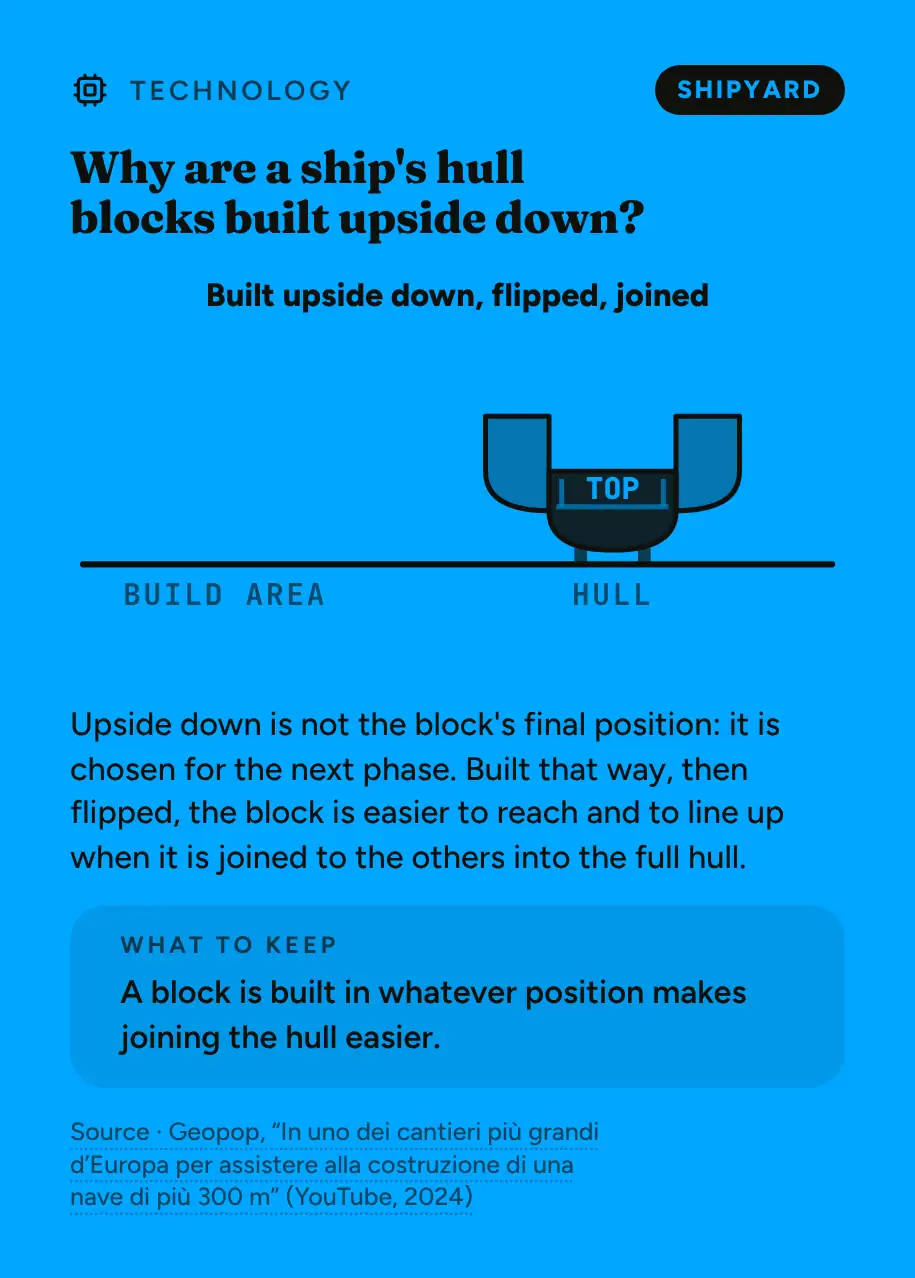 TECHNOLOGY
SHIPYARD
Why are a ship's hull
blocks built upside down?
Built upside down, flipped, joined
TOP
BUILD AREA
HULL
Upside down is not the block's final position: it is
chosen for the next phase. Built that way, then
flipped, the block is easier to reach and to line up
when it is joined to the others into the full hull.
WHAT TO KEEP
A block is built in whatever position makes
joining the hull easier.
Source · Geopop, “In uno dei cantieri più grandi
d’Europa per assistere alla costruzione di una
nave di più 300 m” (YouTube, 2024)